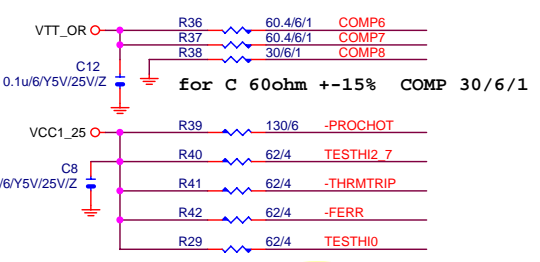 R36 60.4/6/1 COMP6
VTT_OR R37 60.4/6/1 COMP7
R38 30/6/1 COMP8
C12
0.1u/6/Y5V/25V/Z for C 60ohm +-15% COMP 30/6/1
R39 130/6 -PROCHOT
VCC1_25
R40 62/4 TESTHI2_7
C8
/6/Y5V/25V/Z R41 62/4 -THRMTRIP
R42 62/4 -FERR
R29 62/4 TESTHI0